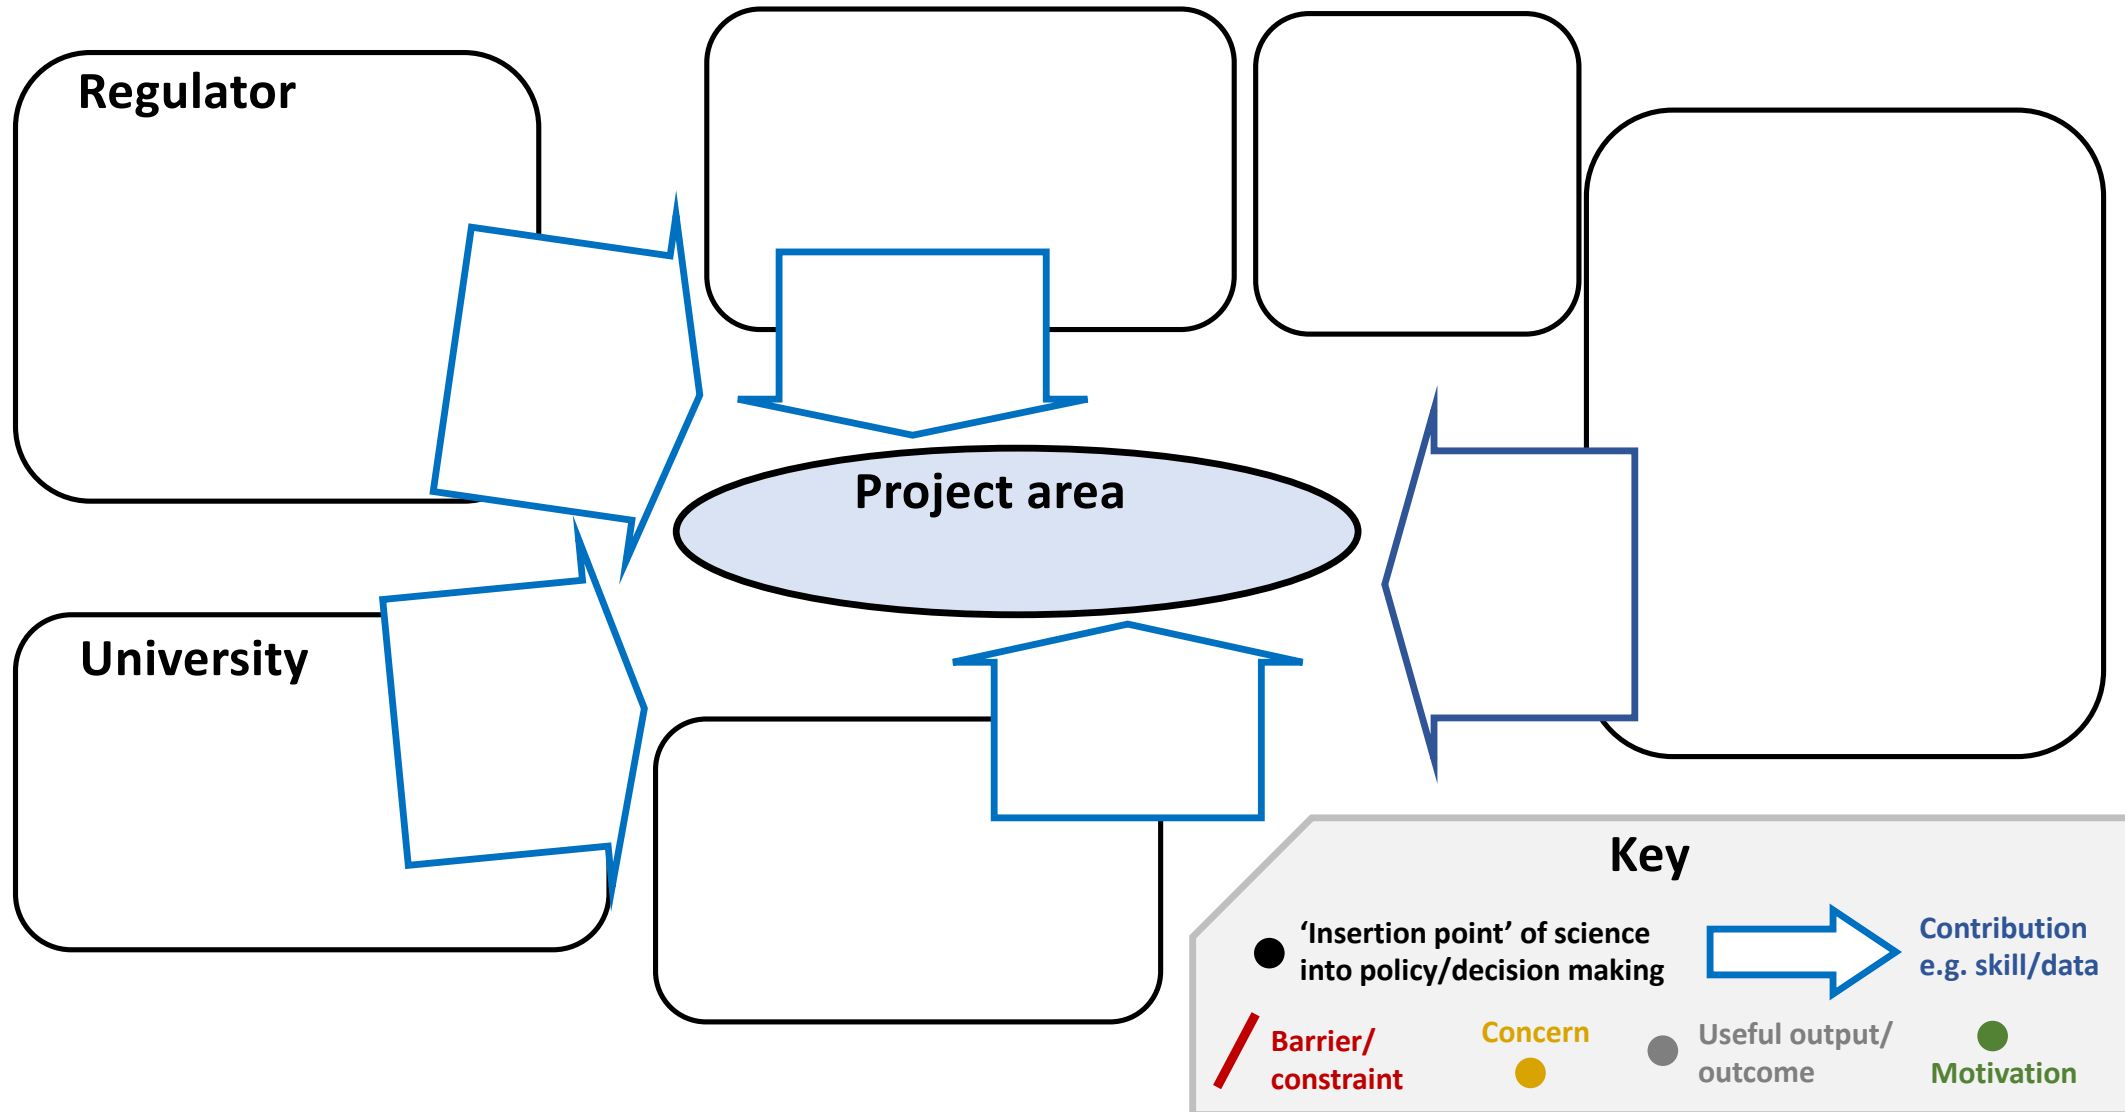 Regulator
Project area
University
Key
‘Insertion point’ of science
into policy/decision making
Contribution
e.g. skill/data
Barrier/
constraint
Concern
Useful output/
outcome
Motivation